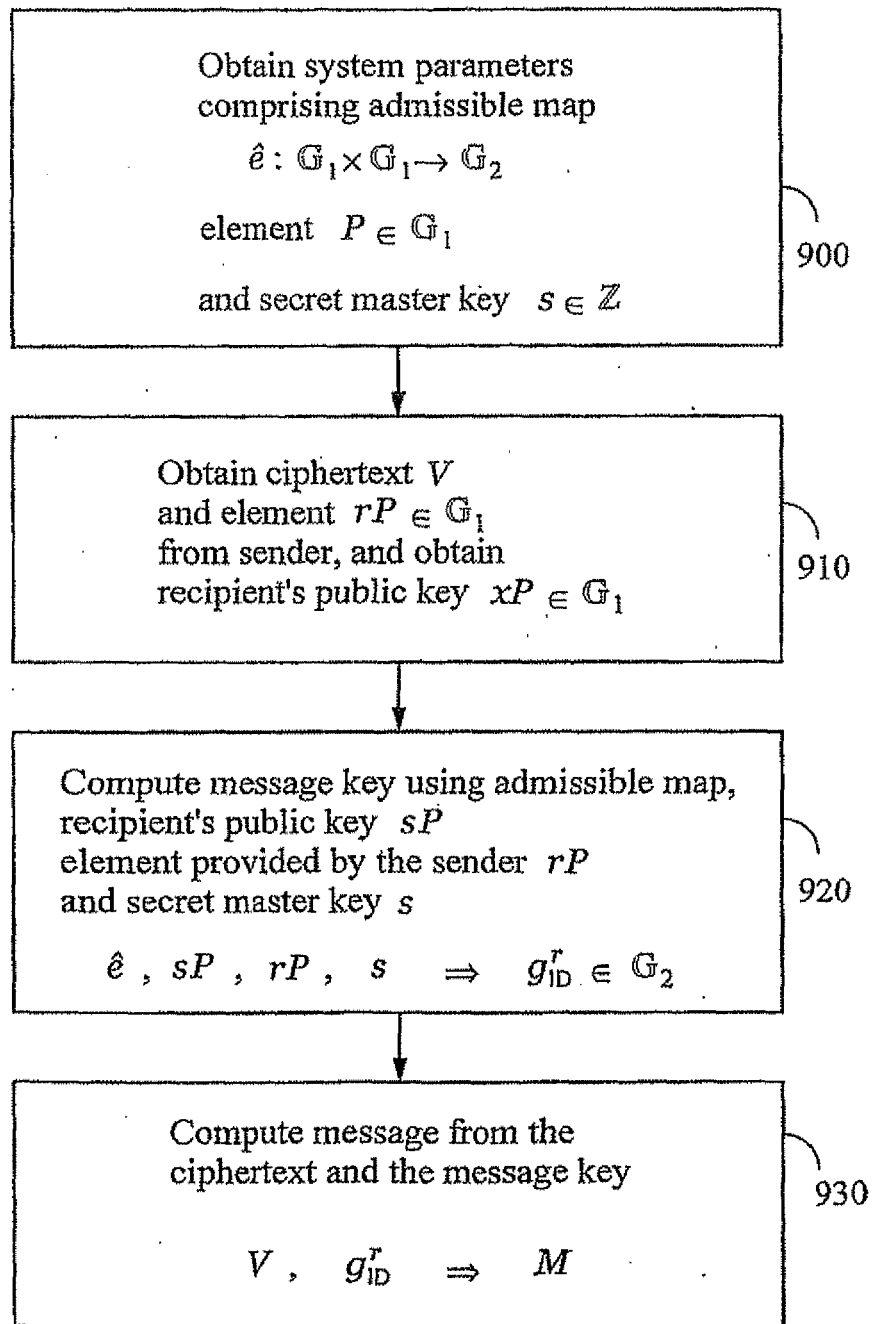 Obtain system parameters
comprising admissible map
ê : 𝔾₁ × 𝔾₁ → 𝔾₂
element P ∈ 𝔾₁
and secret master key s ∈ ℤ
900
Obtain ciphertext V
and element rP ∈ 𝔾₁
from sender, and obtain
recipient's public key xP ∈ 𝔾₁
910
Compute message key using admissible map,
recipient's public key sP
element provided by the sender rP
and secret master key s
ê , sP , rP , s ⇒ g_ID^r ∈ 𝔾₂
920
Compute message from the
ciphertext and the message key
V , g_ID^r ⇒ M
930